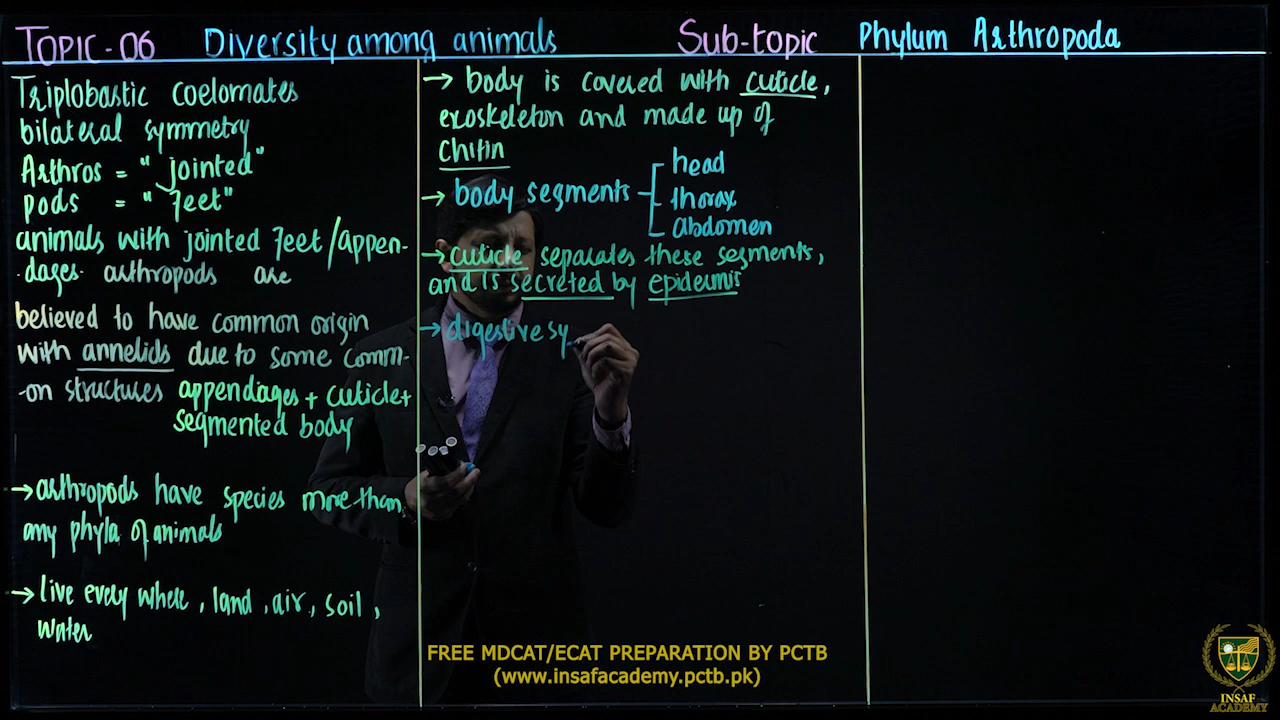 TOPIC-06 Diversity among animals Sub-topic Phylum Arthropoda
Triplobastic coelomates
bilateral symmetry
Arthros = "jointed"
pods = "feet"
animals with jointed feet/appen-
-dages. arthropods are
believed to have common origin
with annelids due to some comm-
-on structures appendages + cuticle +
segmented body
→ arthropods have species more than
any phyla of animals
→ live every where, land, air, soil,
water
→ body is covered with cuticle,
exoskeleton and made up of
chitin
→ body segments head
thorax
abdomen
→ cuticle separates these segments,
and is secreted by epidermis
→ digestive sy
FREE MDCAT/ECAT PREPARATION BY PCTB
(www.insafacademy.pctb.pk)
INSAF
ACADEMY